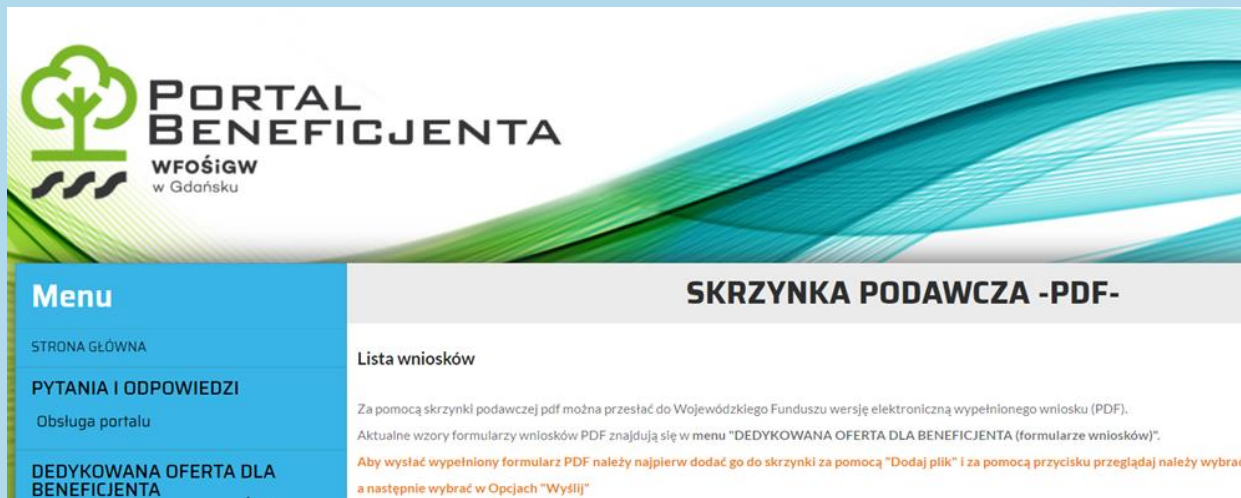 PORTAL
BENEFICJENTA
WFOŚiGW
w Gdańsku
Menu
STRONA GŁÓWNA
PYTANIA I ODPOWIEDZI
Obsługa portalu
DEDYKOWANA OFERTA DLA
BENEFICJENTA
SKRZYNKA PODAWCZA -PDF-
Lista wniosków
Za pomocą skrzynki podawczej pdf można przesłać do Wojewódzkiego Funduszu wersję elektroniczną wypełnionego wniosku (PDF).
Aktualne wzory formularzy wniosków PDF znajdują się w menu "DEDYKOWANA OFERTA DLA BENEFICJENTA (formularze wniosków)".
Aby wysłać wypełniony formularz PDF należy najpierw dodać go do skrzynki za pomocą "Dodaj plik" i za pomocą przycisku przeglądaj należy wybrać
a następnie wybrać w Opcjach "Wyślij"